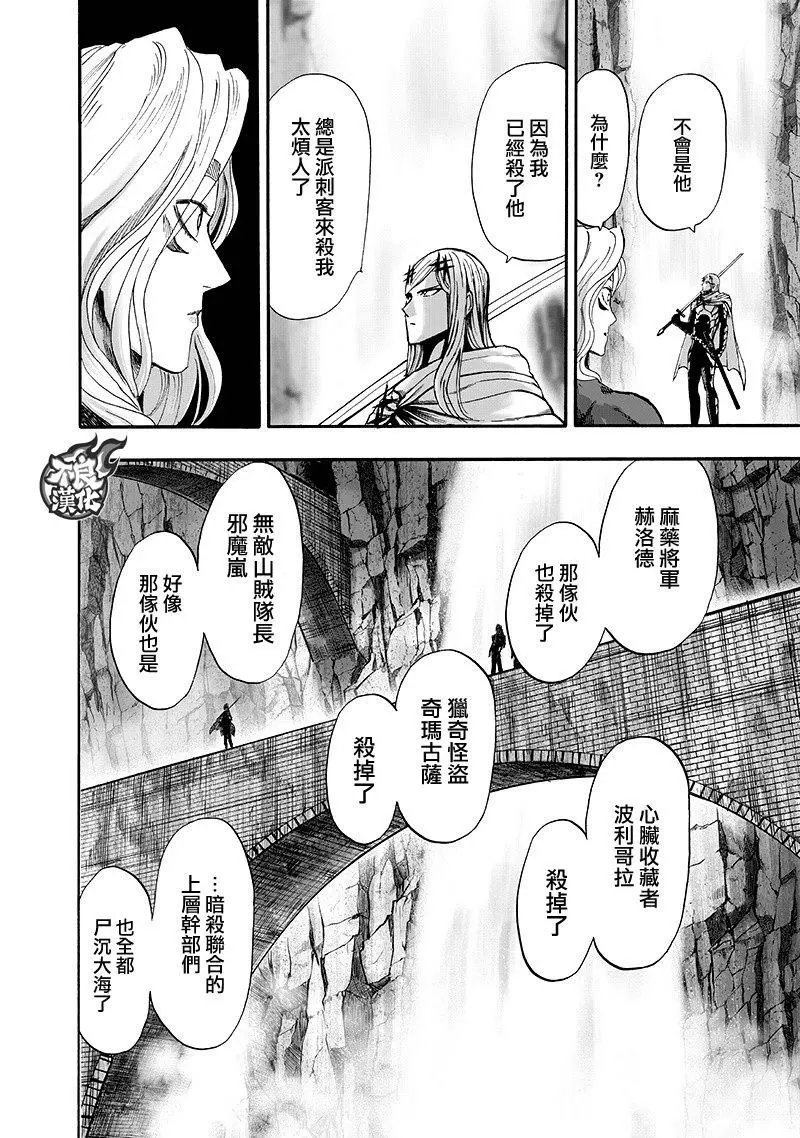 不會是他
為什麼?
因為我
已經殺了他
總是派刺客來殺我
太煩人了
麻藥將軍
赫洛德
那傢伙
也殺掉了
無敵山賊隊長
邪魔嵐
好像
那傢伙也是
獵奇怪盜
奇瑪古薩
殺掉了
心臟收藏者
波利哥拉
殺掉了
…暗殺聯合的
上層幹部們
也全都
尸沉大海了
不良
漢化